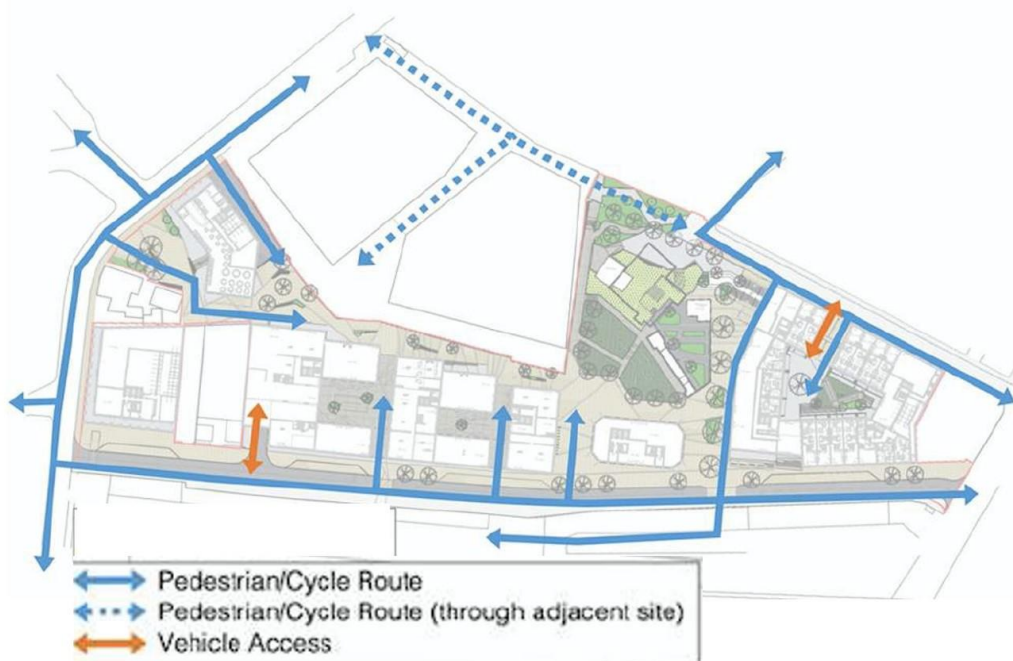 Pedestrian/Cycle Route
Pedestrian/Cycle Route (through adjacent site)
Vehicle Access